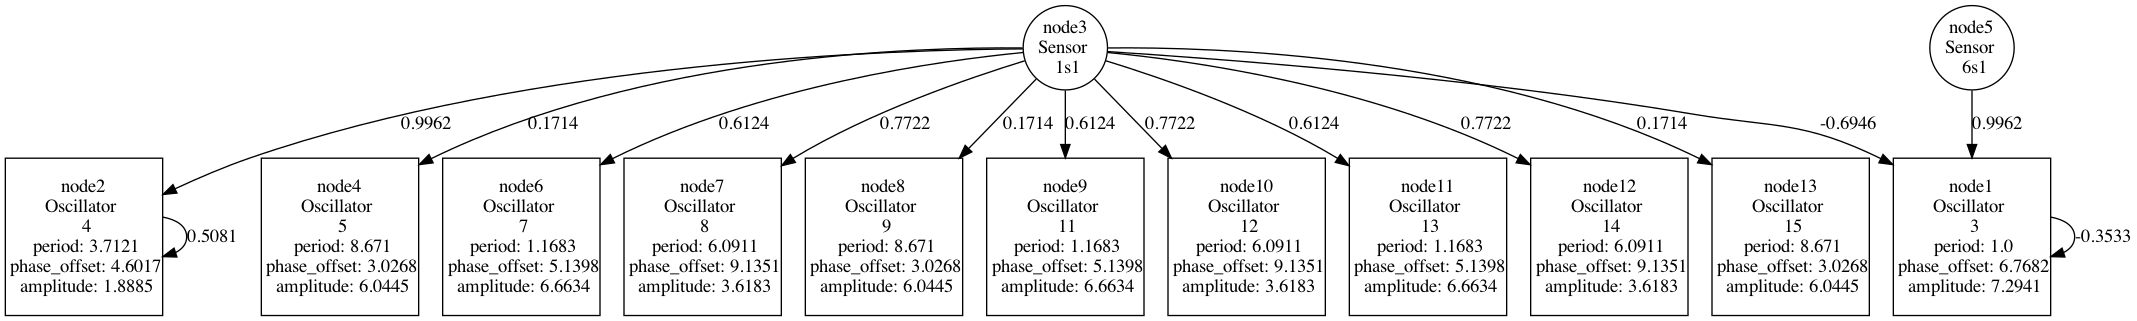 node3
Sensor
1s1
node5
Sensor
6s1
0.9962
0.1714
0.6124
0.7722
0.1714
0.6124
0.7722
0.6124
0.7722
0.1714
-0.6946
0.9962
node2
Oscillator
4
period: 3.7121
phase_offset: 4.6017
amplitude: 1.8885
0.5081
node4
Oscillator
5
period: 8.671
phase_offset: 3.0268
amplitude: 6.0445
node6
Oscillator
7
period: 1.1683
phase_offset: 5.1398
amplitude: 6.6634
node7
Oscillator
8
period: 6.0911
phase_offset: 9.1351
amplitude: 3.6183
node8
Oscillator
9
period: 8.671
phase_offset: 3.0268
amplitude: 6.0445
node9
Oscillator
11
period: 1.1683
phase_offset: 5.1398
amplitude: 6.6634
node10
Oscillator
12
period: 6.0911
phase_offset: 9.1351
amplitude: 3.6183
node11
Oscillator
13
period: 1.1683
phase_offset: 5.1398
amplitude: 6.6634
node12
Oscillator
14
period: 6.0911
phase_offset: 9.1351
amplitude: 3.6183
node13
Oscillator
15
period: 8.671
phase_offset: 3.0268
amplitude: 6.0445
node1
Oscillator
3
period: 1.0
phase_offset: 6.7682
amplitude: 7.2941
-0.3533